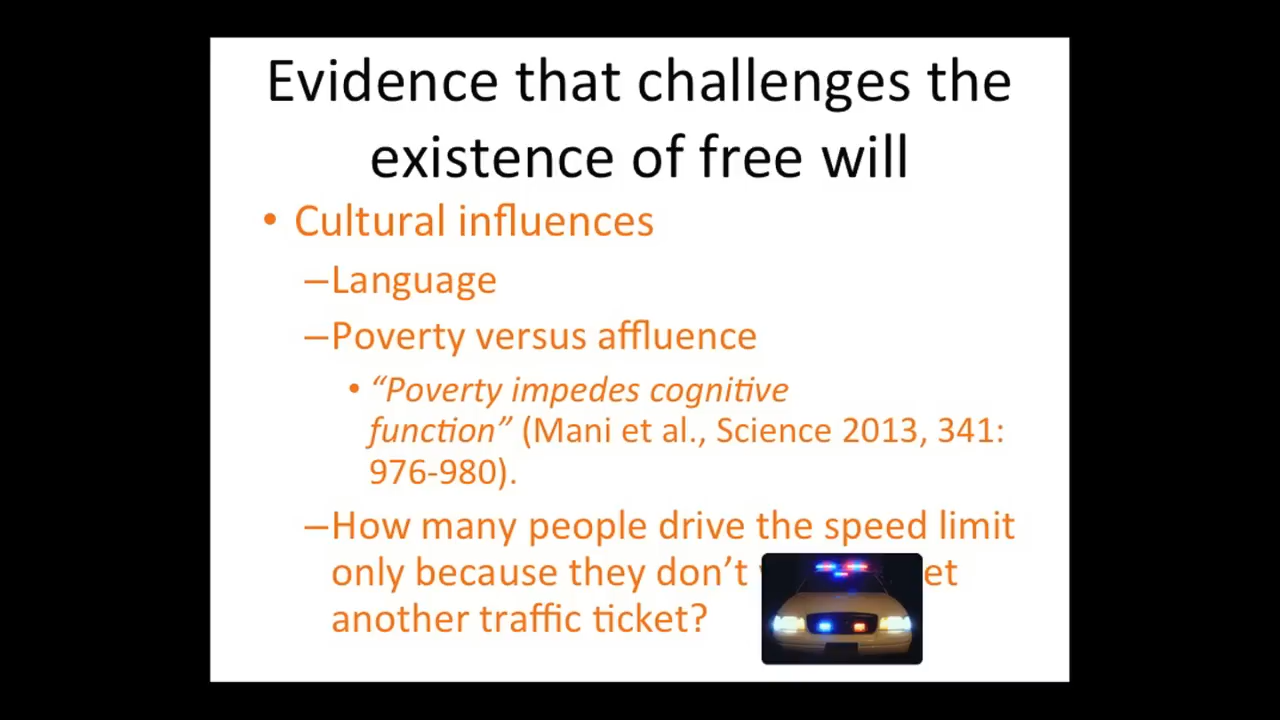 Evidence that challenges the
existence of free will
• Cultural influences
–Language
–Poverty versus affluence
• “Poverty impedes cognitive
function” (Mani et al., Science 2013, 341:
976-980).
–How many people drive the speed limit
only because they don’t
another traffic ticket?